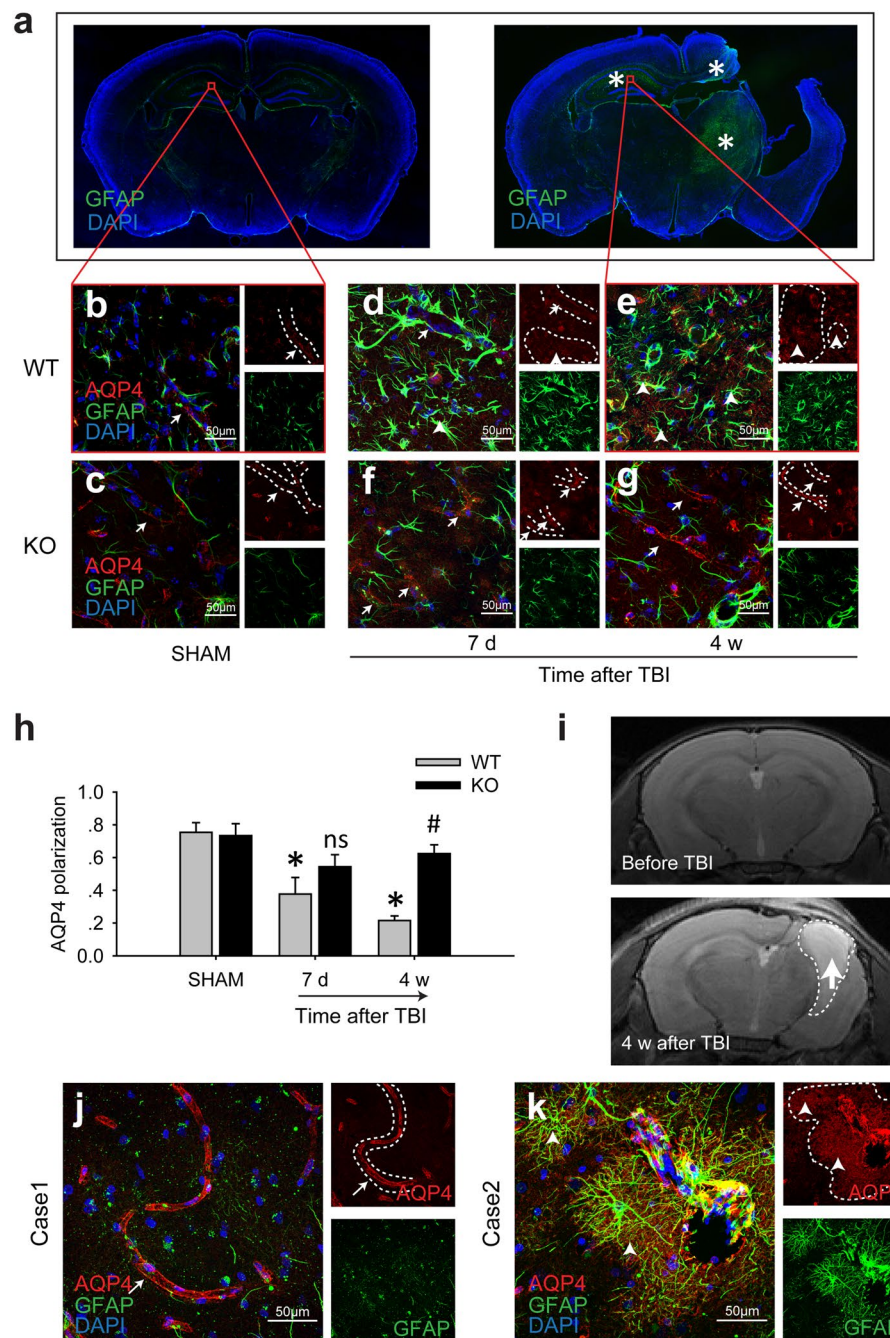 a
GFAP
DAPI
*
*
*
GFAP
DAPI
WT
b
AQP4
GFAP
DAPI
50μm
d
50μm
e
50μm
KO
c
AQP4
GFAP
DAPI
50μm
f
50μm
g
50μm
SHAM
7 d
4 w
Time after TBI
h
WT
KO
AQP4 polarization
.8
.6
.4
.2
0.0
*
ns
*
#
SHAM
7 d
4 w
Time after TBI
i
Before TBI
4 w after TBI
Case1
j
AQP4
GFAP
DAPI
50μm
AQP4
GFAP
Case2
k
AQP4
GFAP
DAPI
50μm
AQP
GFA